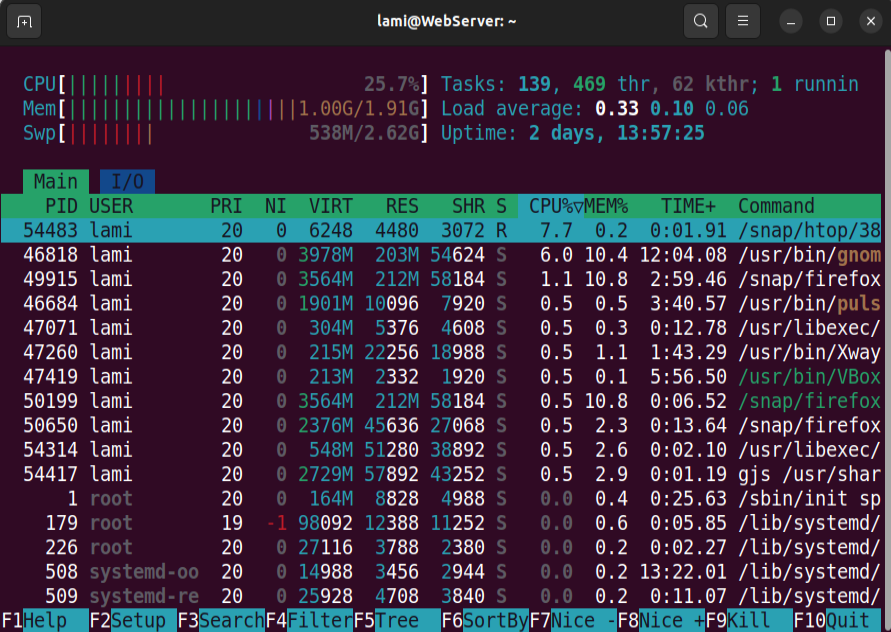 lami@WebServer: ~
CPU[||||||||| 25.7%] Tasks: 139, 469 thr, 62 kthr; 1 runnin
Mem[||||||||||||||||||||1.00G/1.91G] Load average: 0.33 0.10 0.06
Swp[|||||||| 538M/2.62G] Uptime: 2 days, 13:57:25
Main I/O
PID USER PRI NI VIRT RES SHR S CPU%▽MEM% TIME+ Command
54483 lami 20 0 6248 4480 3072 R 7.7 0.2 0:01.91 /snap/htop/38
46818 lami 20 0 3978M 203M 54624 S 6.0 10.4 12:04.08 /usr/bin/gnom
49915 lami 20 0 3564M 212M 58184 S 1.1 10.8 2:59.46 /snap/firefox
46684 lami 20 0 1901M 10096 7920 S 0.5 0.5 3:40.57 /usr/bin/puls
47071 lami 20 0 304M 5376 4608 S 0.5 0.3 0:12.78 /usr/libexec/
47260 lami 20 0 215M 22256 18988 S 0.5 1.1 1:43.29 /usr/bin/Xway
47419 lami 20 0 213M 2332 1920 S 0.5 0.1 5:56.50 /usr/bin/VBox
50199 lami 20 0 3564M 212M 58184 S 0.5 10.8 0:06.52 /snap/firefox
50650 lami 20 0 2376M 45636 27068 S 0.5 2.3 0:13.64 /snap/firefox
54314 lami 20 0 548M 51280 38892 S 0.5 2.6 0:02.10 /usr/libexec/
54417 lami 20 0 2729M 57892 43252 S 0.5 2.9 0:01.19 gjs /usr/shar
1 root 20 0 164M 8828 4988 S 0.0 0.4 0:25.63 /sbin/init sp
179 root 19 -1 98092 12388 11252 S 0.0 0.6 0:05.85 /lib/systemd/
226 root 20 0 27116 3788 2380 S 0.0 0.2 0:02.27 /lib/systemd/
508 systemd-oo 20 0 14988 3456 2944 S 0.0 0.2 13:22.01 /lib/systemd/
509 systemd-re 20 0 25928 4708 3840 S 0.0 0.2 0:11.07 /lib/systemd/
F1Help F2Setup F3SearchF4FilterF5Tree F6SortByF7Nice -F8Nice +F9Kill F10Quit